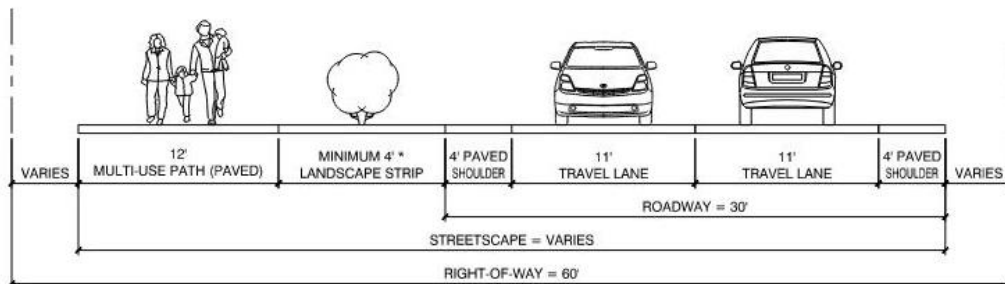 VARIES
12'
MULTI-USE PATH (PAVED)
MINIMUM 4' *
LANDSCAPE STRIP
4' PAVED
SHOULDER
11'
TRAVEL LANE
11'
TRAVEL LANE
4' PAVED
SHOULDER
VARIES
ROADWAY = 30'
STREETSCAPE = VARIES
RIGHT-OF-WAY = 60'